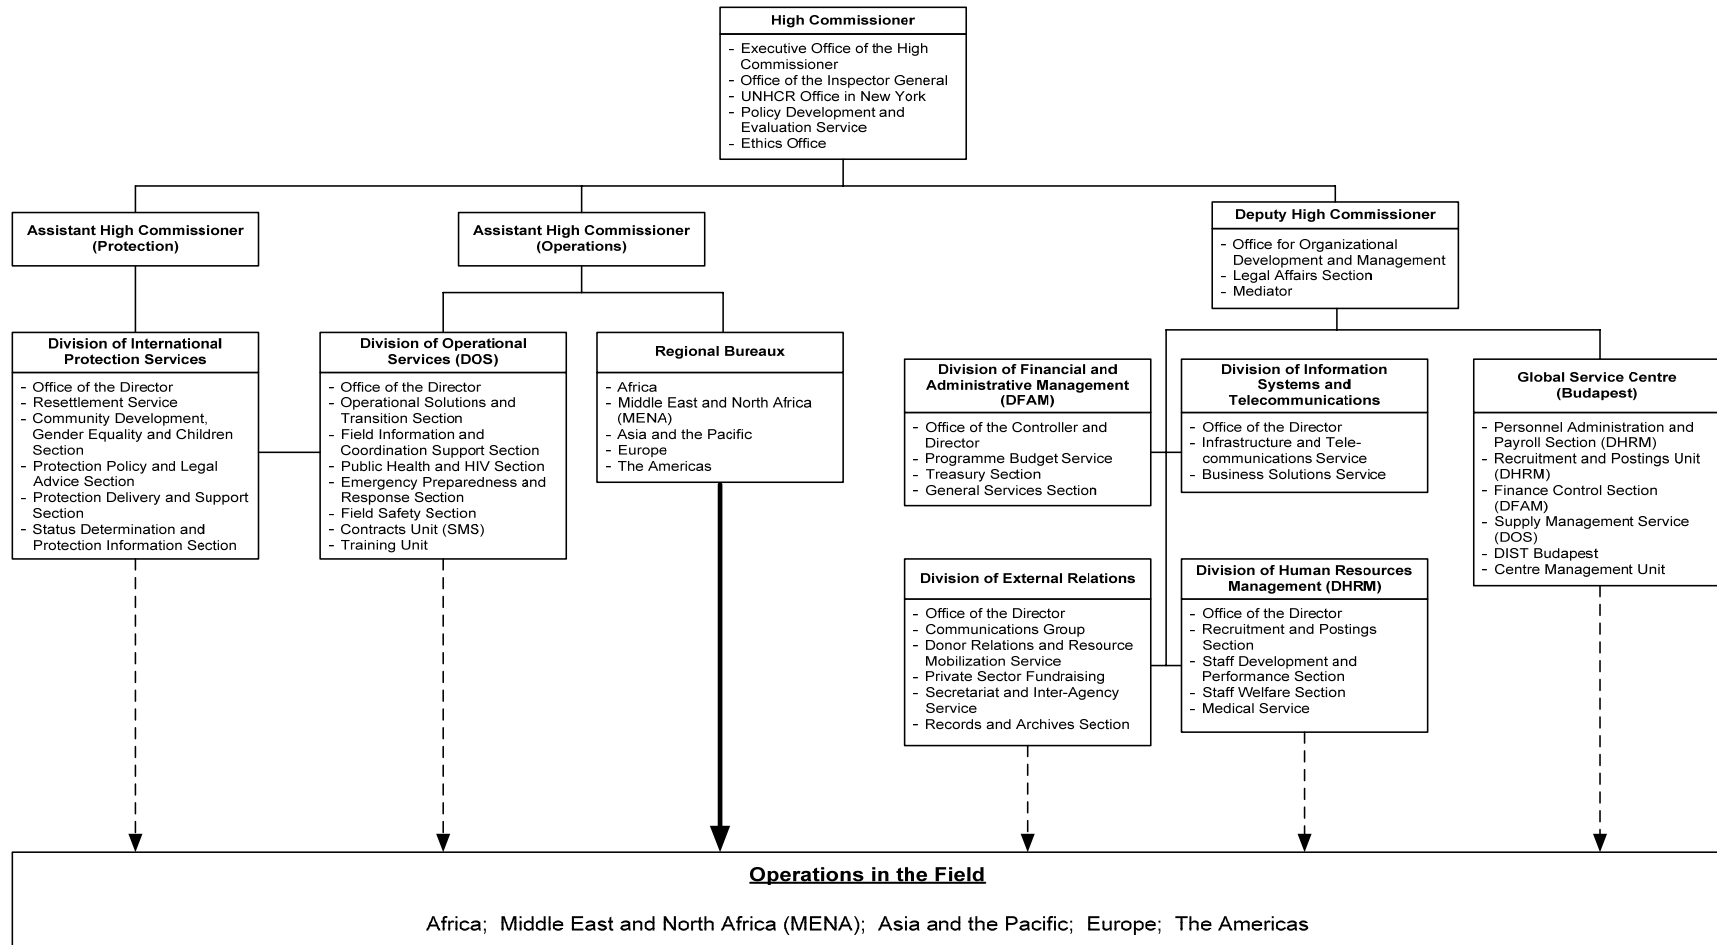 High Commissioner
- Executive Office of the High
Commissioner
- Office of the Inspector General
- UNHCR Office in New York
- Policy Development and
Evaluation Service
- Ethics Office
Assistant High Commissioner
(Protection)
Assistant High Commissioner
(Operations)
Deputy High Commissioner
- Office for Organizational
Development and Management
- Legal Affairs Section
- Mediator
Division of International
Protection Services
- Office of the Director
- Resettlement Service
- Community Development,
Gender Equality and Children
Section
- Protection Policy and Legal
Advice Section
- Protection Delivery and Support
Section
- Status Determination and
Protection Information Section
Division of Operational
Services (DOS)
- Office of the Director
- Operational Solutions and
Transition Section
- Field Information and
Coordination Support Section
- Public Health and HIV Section
- Emergency Preparedness and
Response Section
- Field Safety Section
- Contracts Unit (SMS)
- Training Unit
Regional Bureaux
- Africa
- Middle East and North Africa
(MENA)
- Asia and the Pacific
- Europe
- The Americas
Division of Financial and
Administrative Management
(DFAM)
- Office of the Controller and
Director
- Programme Budget Service
- Treasury Section
- General Services Section
Division of Information
Systems and
Telecommunications
- Office of the Director
- Infrastructure and Tele-
communications Service
- Business Solutions Service
Global Service Centre
(Budapest)
- Personnel Administration and
Payroll Section (DHRM)
- Recruitment and Postings Unit
(DHRM)
- Finance Control Section
(DFAM)
- Supply Management Service
(DOS)
- DIST Budapest
- Centre Management Unit
Division of External Relations
- Office of the Director
- Communications Group
- Donor Relations and Resource
Mobilization Service
- Private Sector Fundraising
- Secretariat and Inter-Agency
Service
- Records and Archives Section
Division of Human Resources
Management (DHRM)
- Office of the Director
- Recruitment and Postings
Section
- Staff Development and
Performance Section
- Staff Welfare Section
- Medical Service
Operations in the Field
Africa; Middle East and North Africa (MENA); Asia and the Pacific; Europe; The Americas